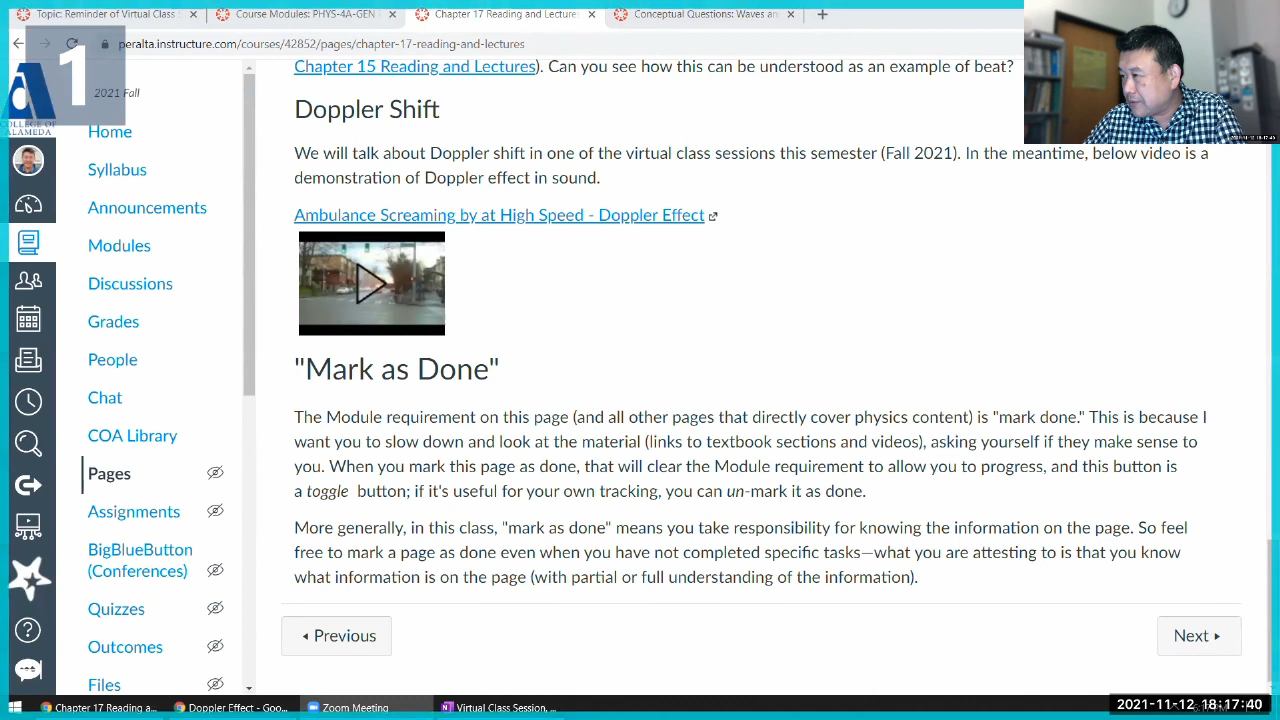 Topic: Reminder of Virtual Class
Course Modules: PHYS-4A-GEN
Chapter 17 Reading and Lectures
Conceptual Questions: Waves an
peralta.instructure.com/courses/42852/pages/chapter-17-reading-and-lectures
1
COLLEGE OF
ALAMEDA
2021 Fall
Home
Syllabus
Announcements
Modules
Discussions
Grades
People
Chat
COA Library
Pages
Assignments
BigBlueButton
(Conferences)
Quizzes
Outcomes
Files
Chapter 15 Reading and Lectures). Can you see how this can be understood as an example of beat?
Doppler Shift
We will talk about Doppler shift in one of the virtual class sessions this semester (Fall 2021). In the meantime, below video is a
demonstration of Doppler effect in sound.
Ambulance Screaming by at High Speed - Doppler Effect
"Mark as Done"
The Module requirement on this page (and all other pages that directly cover physics content) is "mark done." This is because I
want you to slow down and look at the material (links to textbook sections and videos), asking yourself if they make sense to
you. When you mark this page as done, that will clear the Module requirement to allow you to progress, and this button is
a toggle button; if it's useful for your own tracking, you can un-mark it as done.
More generally, in this class, "mark as done" means you take responsibility for knowing the information on the page. So feel
free to mark a page as done even when you have not completed specific tasks—what you are attesting to is that you know
what information is on the page (with partial or full understanding of the information).
Previous
Next
Chapter 17 Reading a...
Doppler Effect - Goo...
Zoom Meeting
Virtual Class Session, ...
2021-11-12 18:17:40